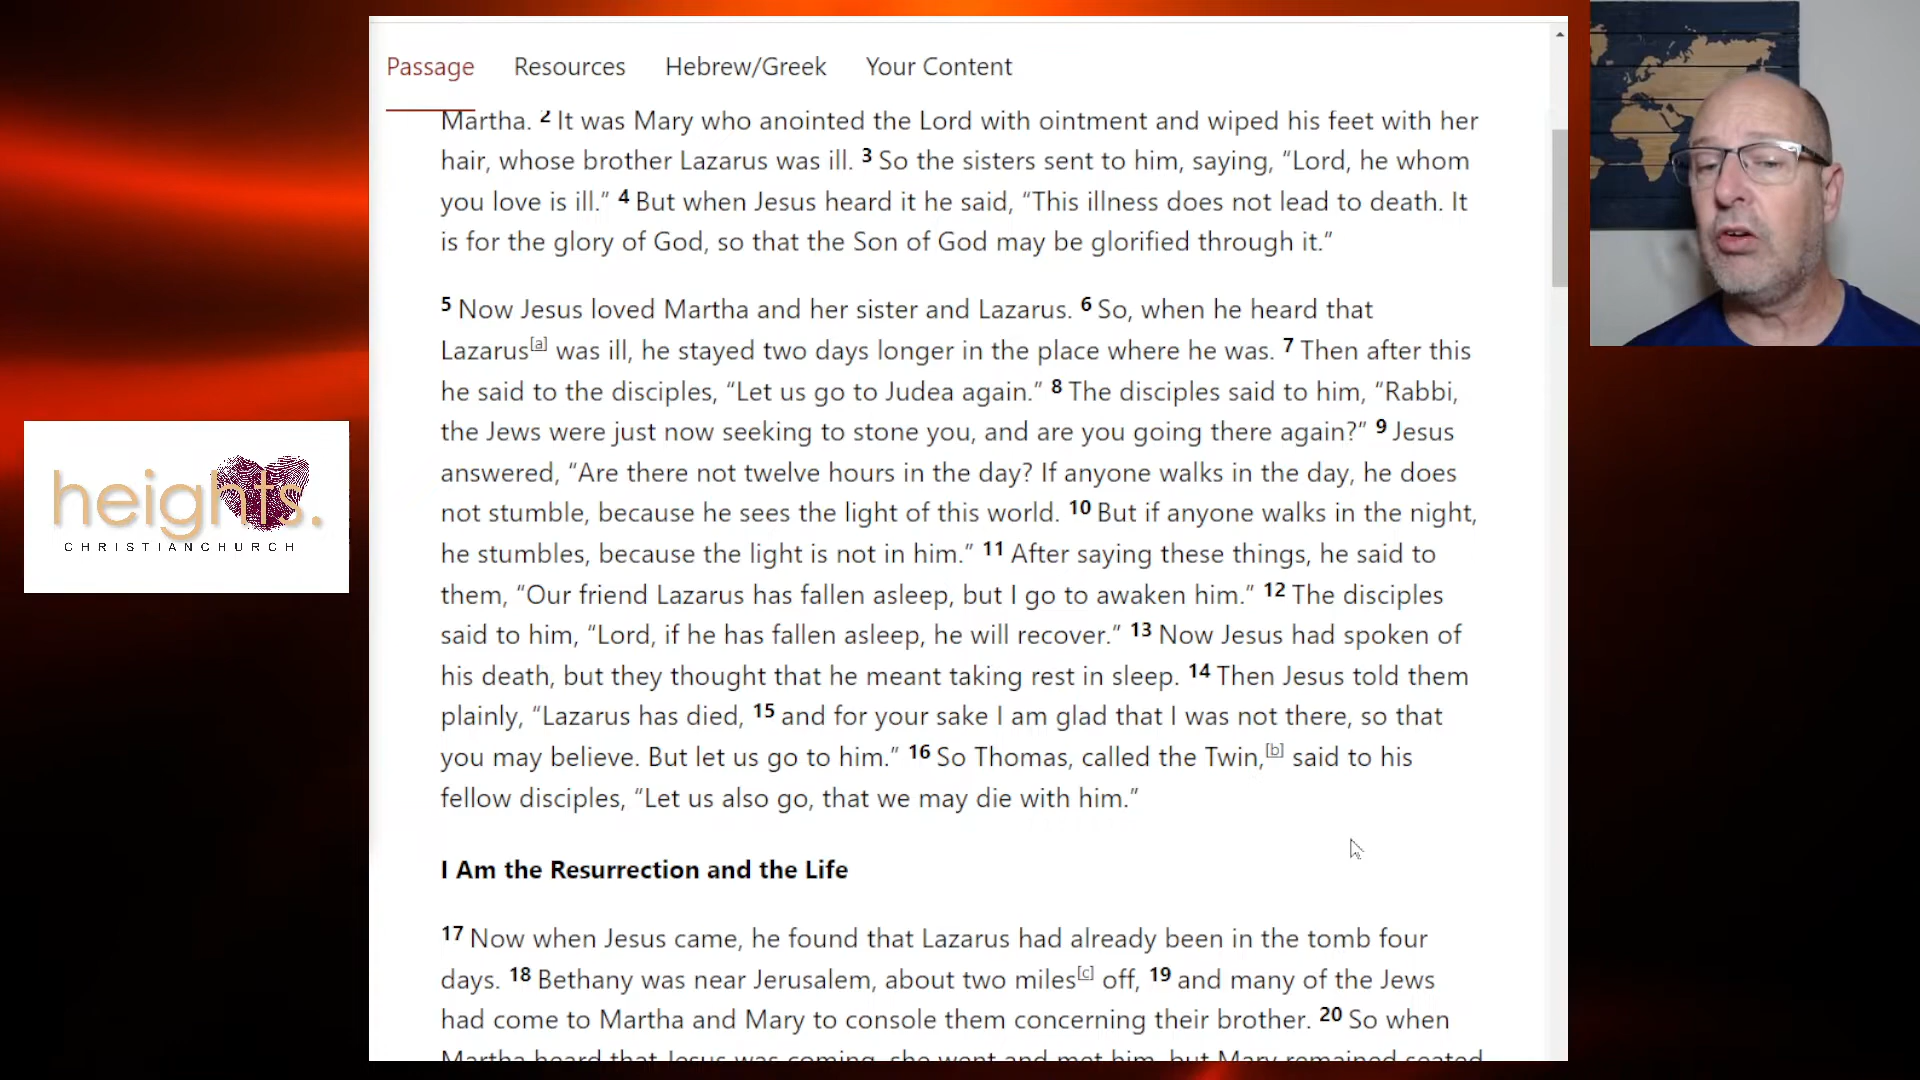 Passage Resources Hebrew/Greek Your Content
Martha. 2 It was Mary who anointed the Lord with ointment and wiped his feet with her
hair, whose brother Lazarus was ill. 3 So the sisters sent to him, saying, “Lord, he whom
you love is ill.” 4 But when Jesus heard it he said, “This illness does not lead to death. It
is for the glory of God, so that the Son of God may be glorified through it.”
5 Now Jesus loved Martha and her sister and Lazarus. 6 So, when he heard that
Lazarus[a] was ill, he stayed two days longer in the place where he was. 7 Then after this
he said to the disciples, “Let us go to Judea again.” 8 The disciples said to him, “Rabbi,
the Jews were just now seeking to stone you, and are you going there again?” 9 Jesus
answered, “Are there not twelve hours in the day? If anyone walks in the day, he does
not stumble, because he sees the light of this world. 10 But if anyone walks in the night,
he stumbles, because the light is not in him.” 11 After saying these things, he said to
them, “Our friend Lazarus has fallen asleep, but I go to awaken him.” 12 The disciples
said to him, “Lord, if he has fallen asleep, he will recover.” 13 Now Jesus had spoken of
his death, but they thought that he meant taking rest in sleep. 14 Then Jesus told them
plainly, “Lazarus has died, 15 and for your sake I am glad that I was not there, so that
you may believe. But let us go to him.” 16 So Thomas, called the Twin,[b] said to his
fellow disciples, “Let us also go, that we may die with him.”
I Am the Resurrection and the Life
17 Now when Jesus came, he found that Lazarus had already been in the tomb four
days. 18 Bethany was near Jerusalem, about two miles[c] off, 19 and many of the Jews
had come to Martha and Mary to console them concerning their brother. 20 So when
Martha heard that Jesus was coming, she went and met him, but Mary remained seated
heights.
CHRISTIANCHURCH